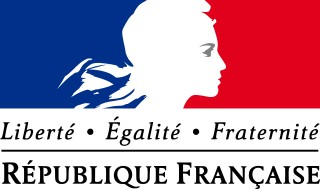 Liberté • Égalité • Fraternité
RÉPUBLIQUE FRANÇAISE